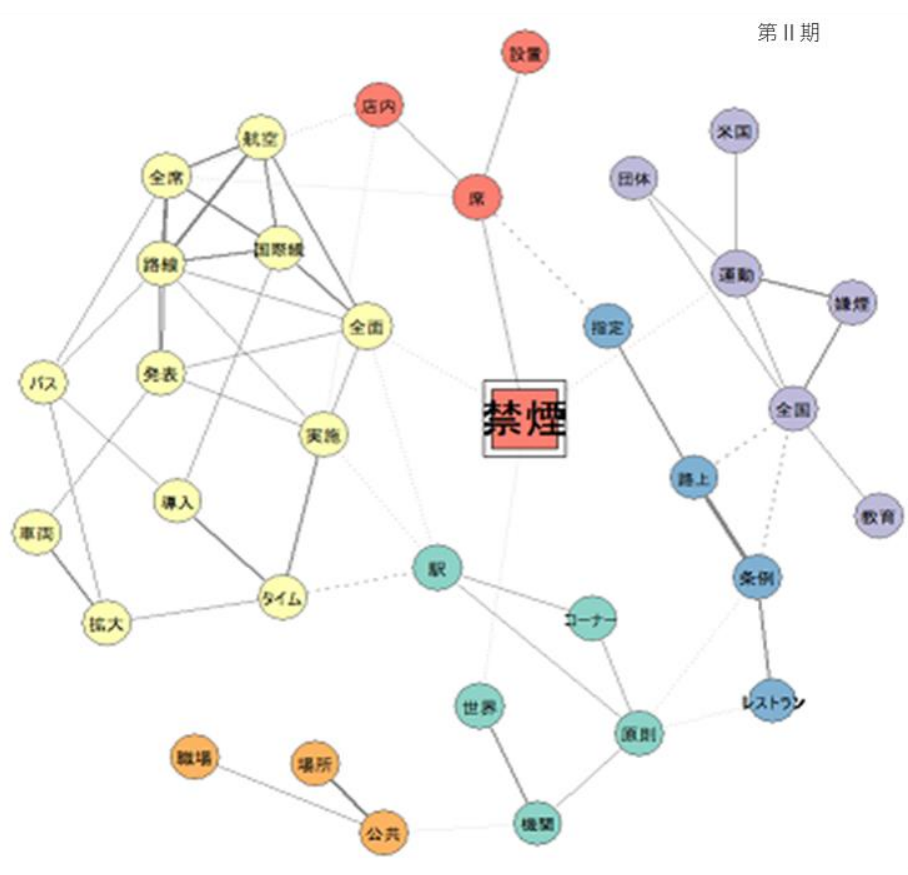 第Ⅱ期
設置
店内
航空
米国
全席
団体
席
国際線
路線
運動
嫌煙
全面
指定
発表
バス
禁煙
全国
実施
路上
導入
教育
車両
駅
条例
タイム
拡大
コーナー
レストラン
世界
原則
職場
場所
機関
公共